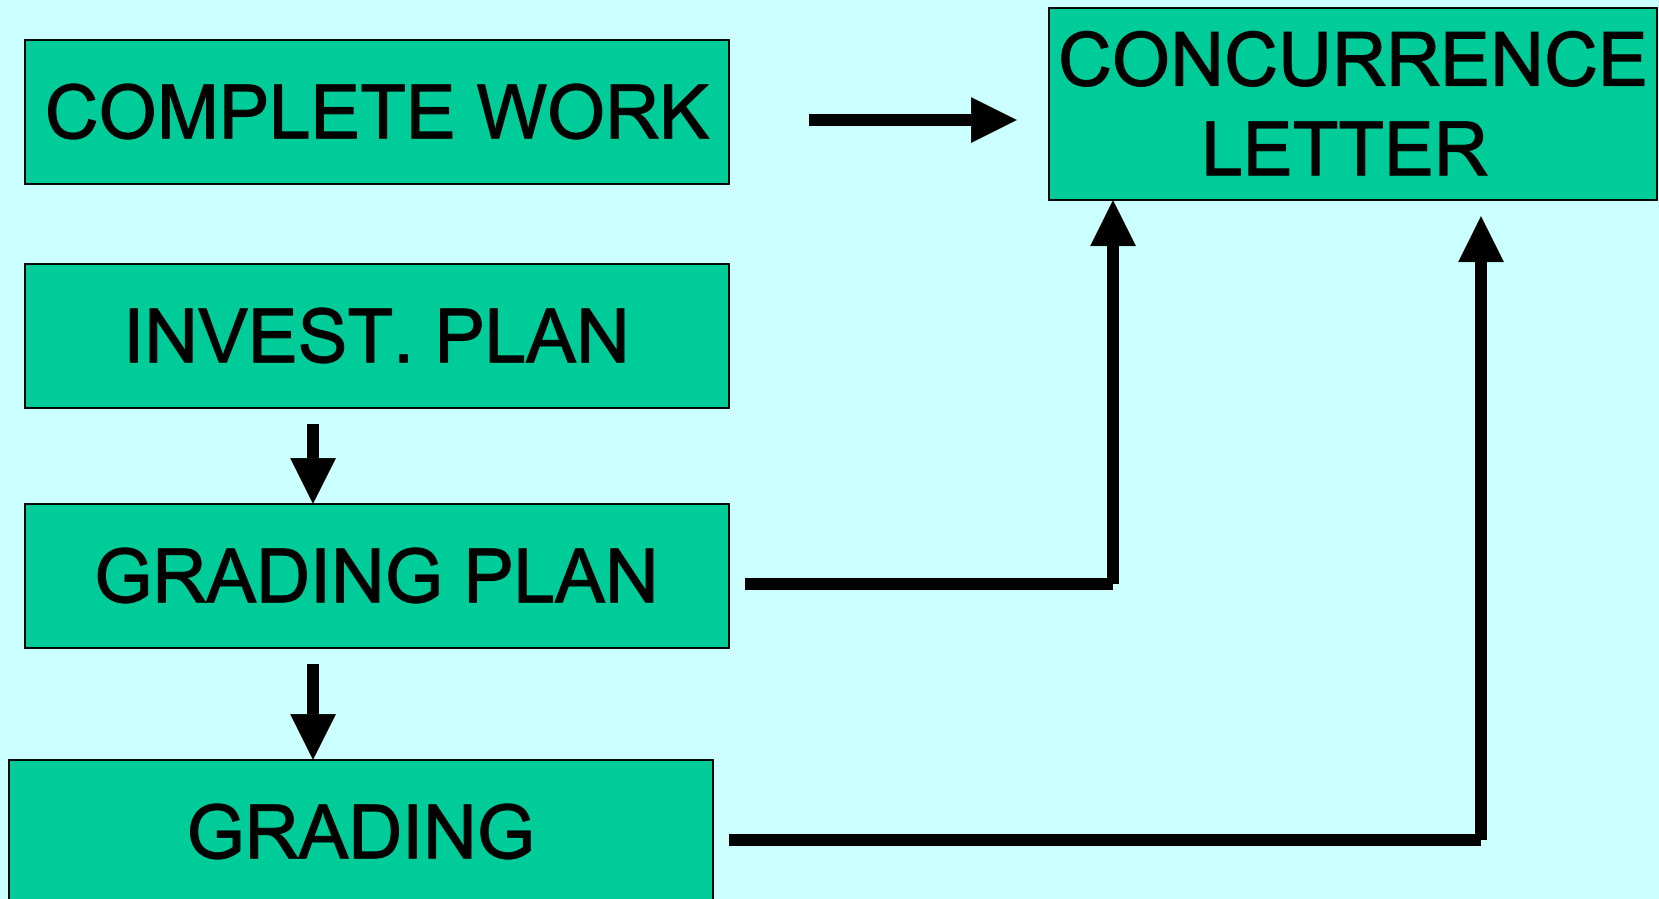 COMPLETE WORK
CONCURRENCE
LETTER
INVEST. PLAN
GRADING PLAN
GRADING